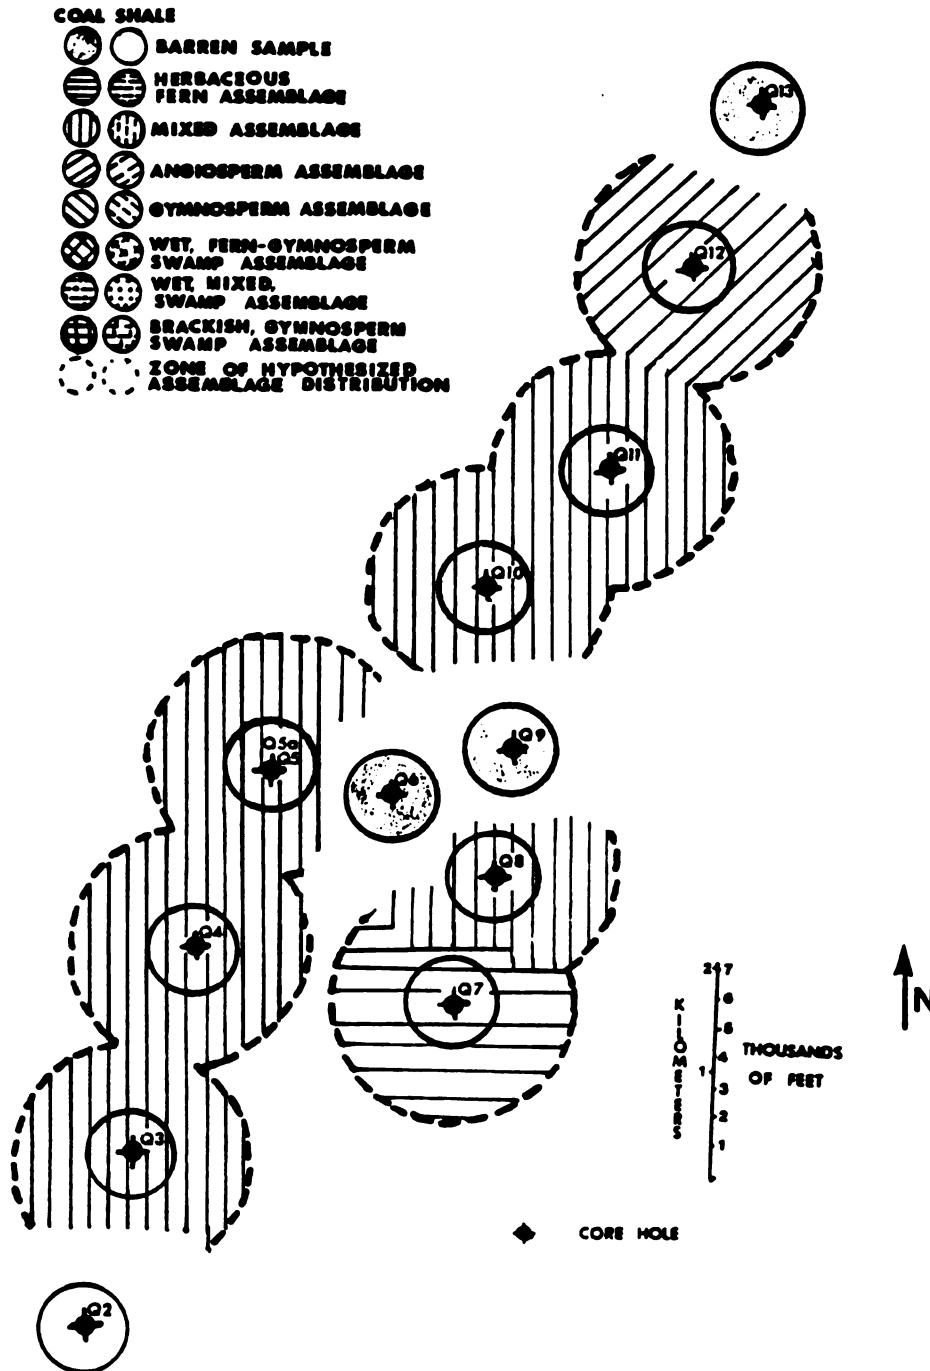 COAL SHALE
BARREN SAMPLE
HERBACEOUS
FERN ASSEMBLAGE
MIXED ASSEMBLAGE
ANGIOSPERM ASSEMBLAGE
GYMNOSPERM ASSEMBLAGE
WET, FERN-GYMNOSPERM
SWAMP ASSEMBLAGE
WET, MIXED,
SWAMP ASSEMBLAGE
BRACKISH, GYMNOSPERM
SWAMP ASSEMBLAGE
ZONE OF HYPOTHESIZED
ASSEMBLAGE DISTRIBUTION
Q13
Q12
Q11
Q10
Q9
Q5a
Q5
Q6
Q8
Q4
Q7
Q3
Q2
KILOMETERS
2
1
7
6
5
4
3
2
1
THOUSANDS
OF FEET
N
CORE HOLE